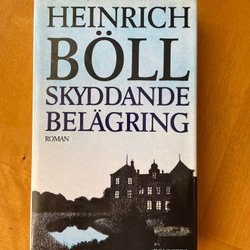 HEINRICH
BÖLL
SKYDDANDE
BELÄGRING
ROMAN